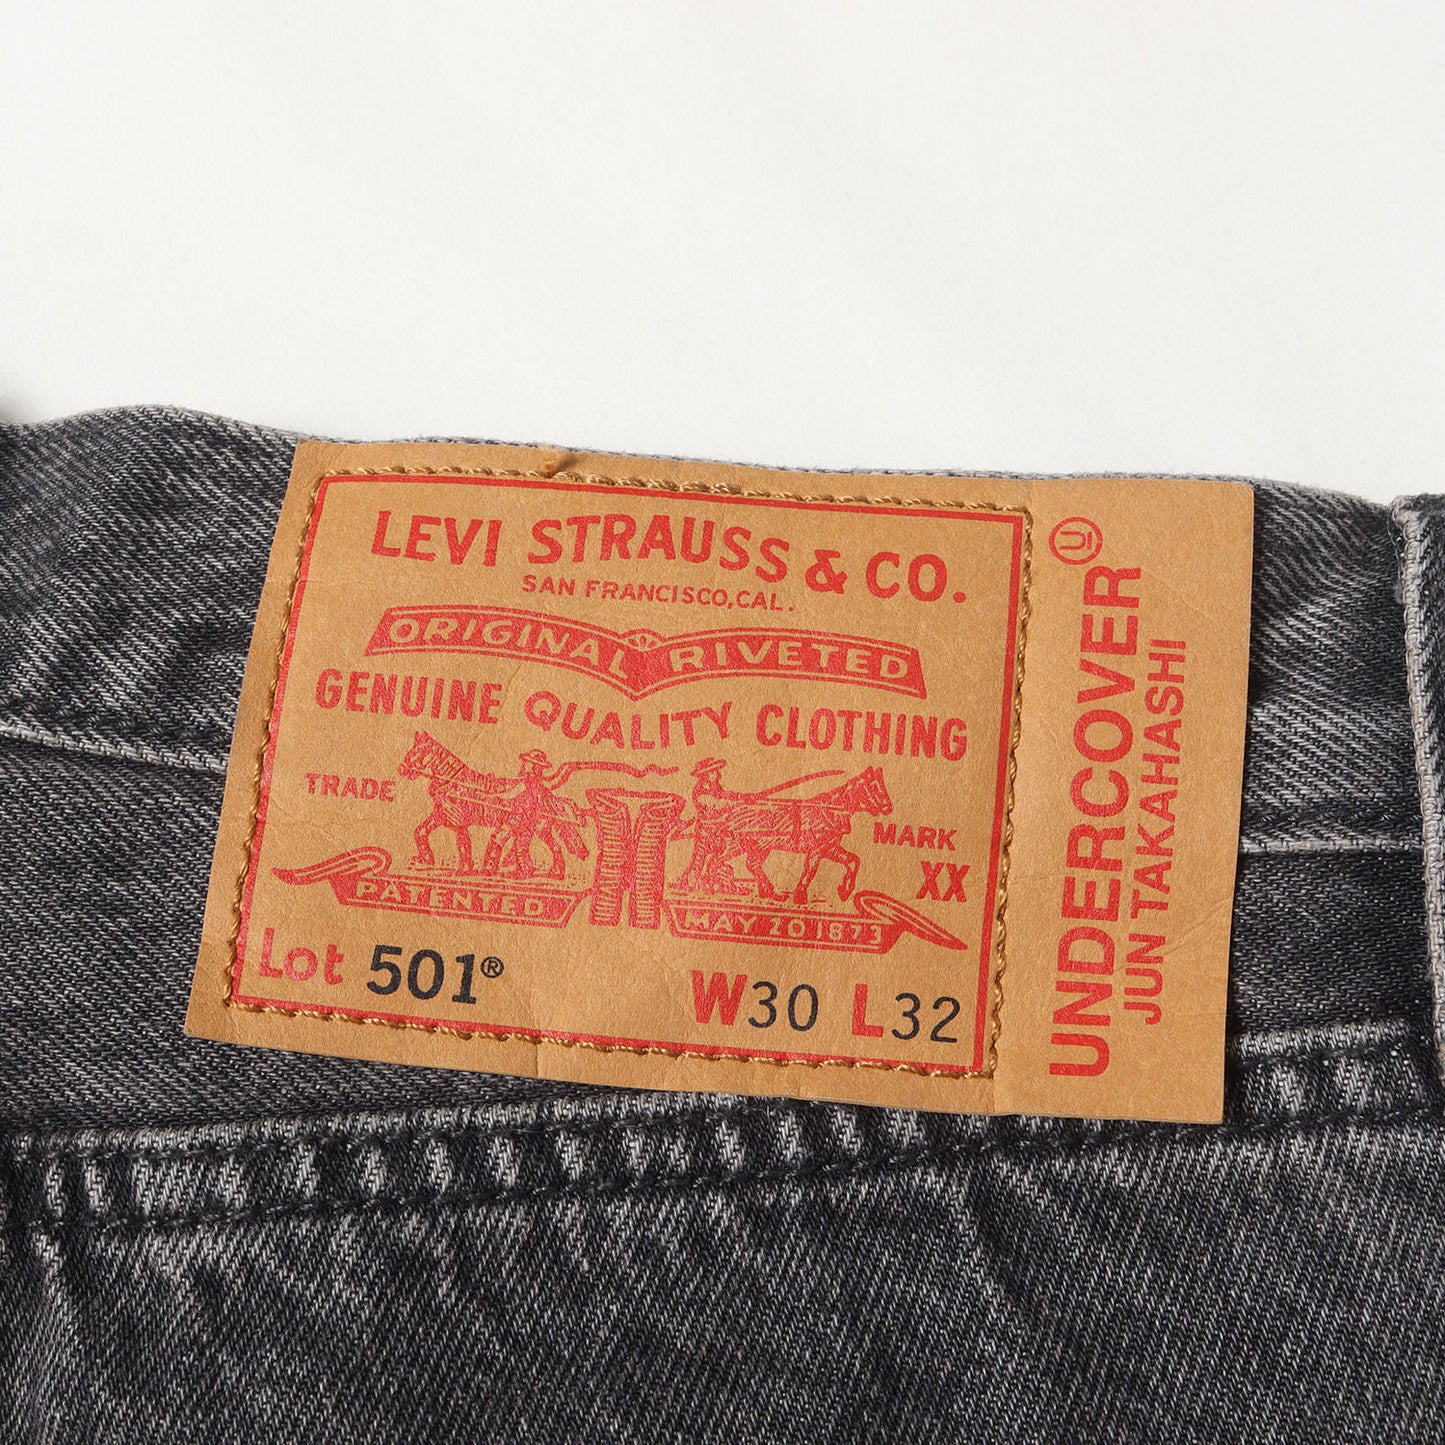 LEVI STRAUSS & CO.
SAN FRANCISCO, CAL.
ORIGINAL RIVETED
GENUINE QUALITY CLOTHING
TRADE MARK
XX
PATENTED MAY 20 1873
Lot 501® W30 L32
U
UNDERCOVER
JUN TAKAHASHI